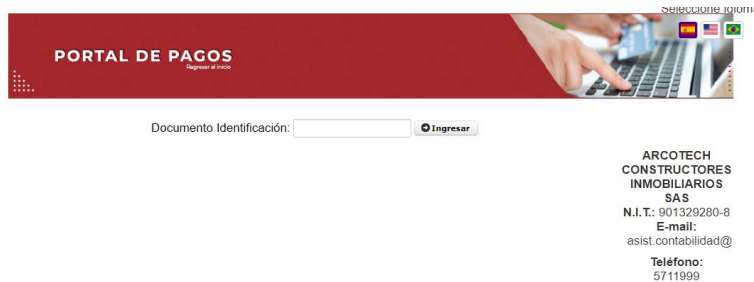 Seleccione Idiom
PORTAL DE PAGOS
Regresar al inicio
Documento Identificación:
Ingresar
ARCOTECH
CONSTRUCTORES
INMOBILIARIOS
SAS
N.I.T.: 901329280-8
E-mail:
asist.contabilidad@
Teléfono:
5711999